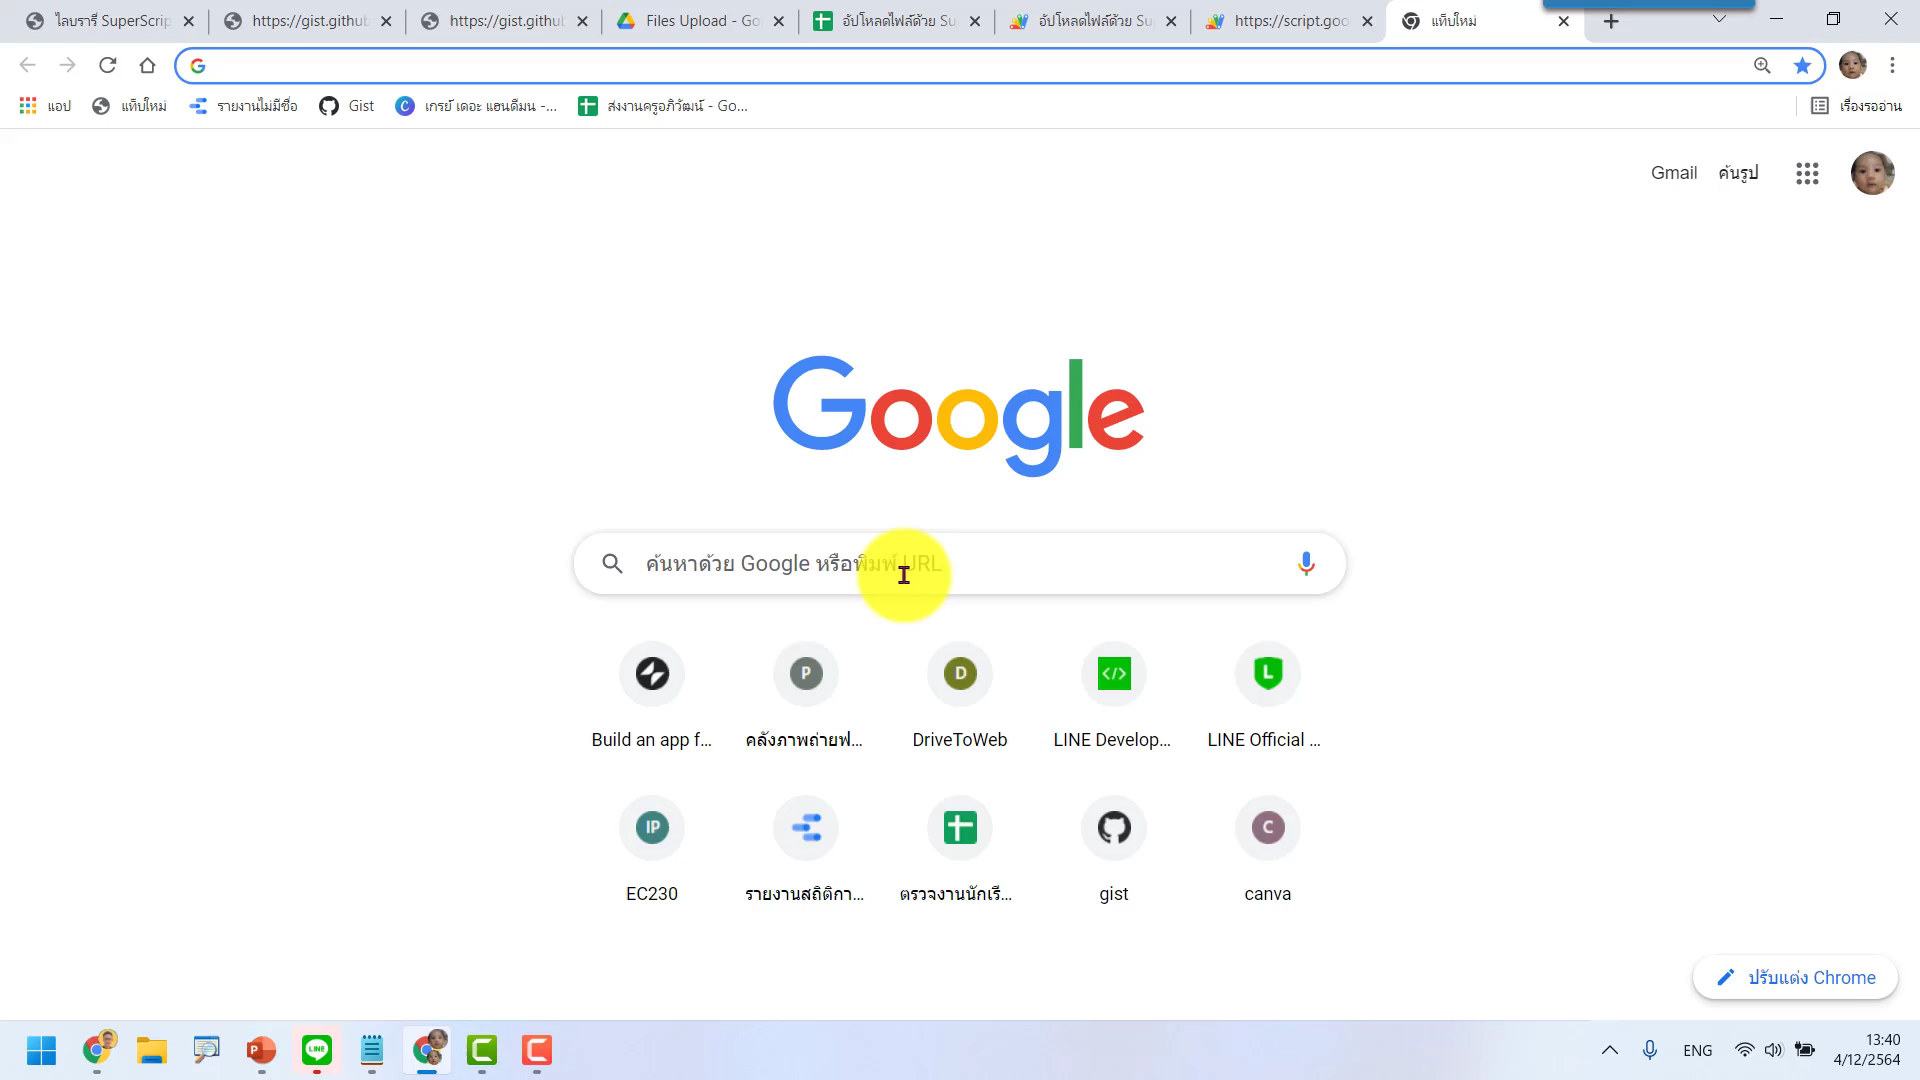 ไลบรารี SuperScrip
https://gist.github
https://gist.githu
Files Upload - Go
อัปโหลดไฟล์ด้วย Su
อัปโหลดไฟล์ด้วย Su
https://script.goo
แท็บใหม่
แอป
แท็บใหม่
รายงานไม่มีชื่อ
Gist
เกรย์ เดอะ แฮนดีมน -...
ส่งงานครูอภิวัฒน์ - Go...
เรื่องรออ่าน
Gmail
ค้นรูป
Google
ค้นหาด้วย Google หรือพิมพ์ URL
Build an app f...
คลังภาพถ่ายฟ...
DriveToWeb
LINE Develop...
LINE Official ...
EC230
รายงานสถิติกา...
ตรวจงานนักเรี...
gist
canva
ปรับแต่ง Chrome
ENG
13:40
4/12/2564